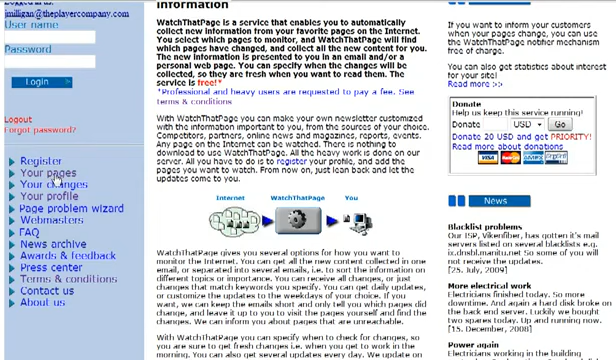 is logged on:
jmilligan@theplayercompany.com
User name
Password
Login
Logout
Forgot password?
Register
Your pages
Your changes
Your profile
Page problem wizard
Webmasters
FAQ
News archive
Awards & feedback
Press center
Terms & conditions
Contact us
About us
Information
WatchThatPage is a service that enables you to automatically
collect new information from your favorite pages on the Internet.
You select which pages to monitor, and WatchThatPage will find
which pages have changed, and collect all the new content for you.
The new information is presented to you in an email and/or a
personal web page. You can specify when the changes will be
collected, so they are fresh when you want to read them. The
service is free!*
*Professional and heavy users are requested to pay a fee. See
terms & conditions
With WatchThatPage you can make your own newsletter customized
with the information important to you, from the sources of your choice.
Competitors, partners, online news and magazines, reports, events.
Any page on the Internet can be watched. There is nothing to
download to use WatchThatPage. All the heavy work is done on our
server. All you have to do is to register your profile, and add the
pages you want to watch. From now on, just lean back and let the
updates come to you.
Internet WatchThatPage You
WatchThatPage gives you several options for how you want to
monitor the Internet. You can get all the new content collected in one
email, or separated into several emails, i.e. to sort the information on
different topics or importance. You can receive all changes, or just
changes that match keywords you specify. You can get daily updates, or
customize the updates to the weekdays of your choice. If you
want, we can keep the emails short and only tell you which pages did
change, and leave it up to you to visit the pages yourself and find the
changes. We can inform you about pages that are unreachable.
With WatchThatPage you can specify when to check for changes, so
you are sure to get fresh changes i.e. when you get to work in the
morning. You can also get several updates every day. We update on
If you want to inform your customers
when your pages change, you can use
the WatchThatPage notifier mechanism
free of charge.
You can also get statistics about interest
for your site!
Read more >>
Donate
Help us keep this service running!
Donate USD Go
Donate 20 USD and get PRIORITY!
Read more about donations
VISA
News
Blacklist problems
Our ISP, Vikenfiber, has gotten it's mail
servers listed on several blacklists e.g.
ix.dnsbl.manitu.net So some of you will
not receive the updates.
[25. July, 2009]
More electrical work
Electricians finished today. So more
downtime. And again a hard disk broke on
the back end server. Luckily we bought
two spares today. Up and running now.
[15. December, 2008]
Power again